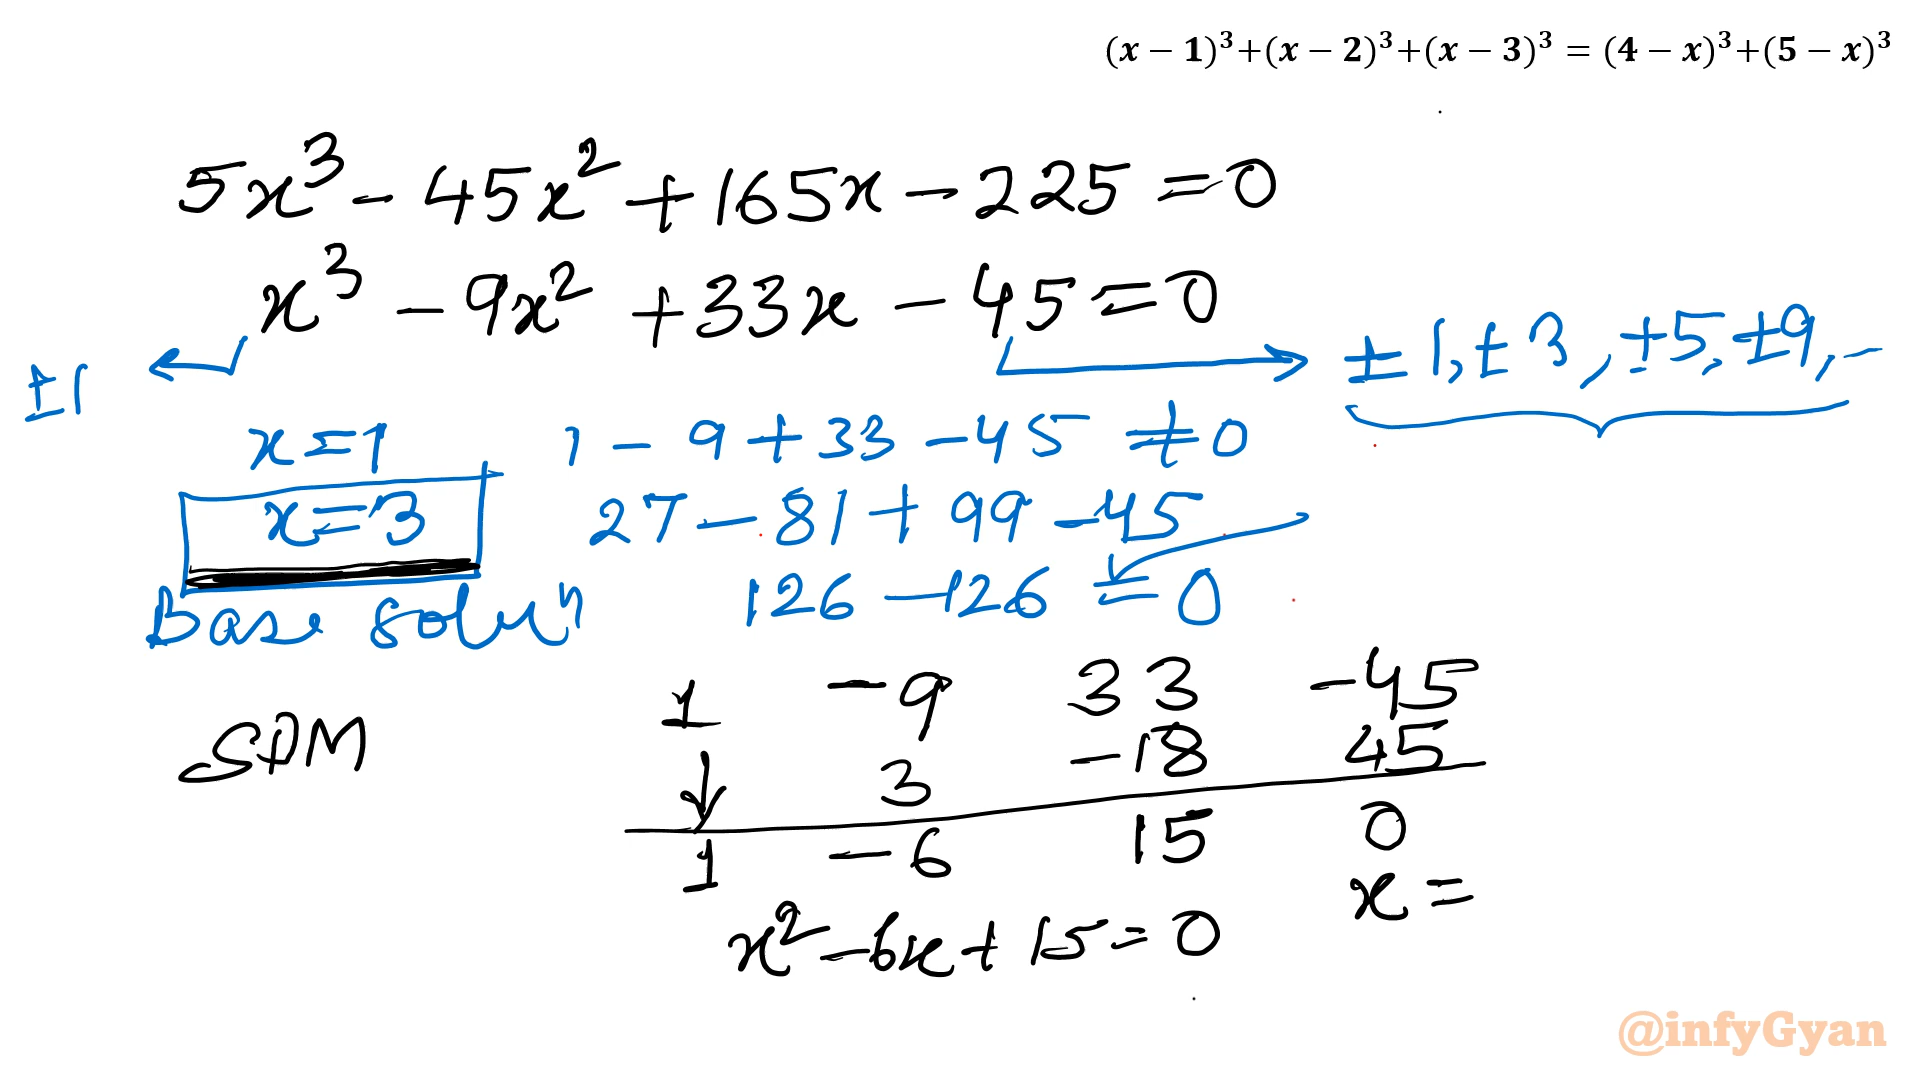 (x − 1)³+(x − 2)³+(x − 3)³ = (4 − x)³+(5 − x)³
5x³ − 45x² + 165x − 225 = 0
x³ − 9x² + 33x − 45 = 0
±1
±1, ±3, ±5, ±9, −
x = 1 1 − 9 + 33 − 45 ≠ 0
x = 3 27 − 81 + 99 − 45
Base soluⁿ 126 − 126 = 0
1 −9 33 −45
SDM
3 −18 45
1 −6 15 0
x =
x² − 6x + 15 = 0
@infyGyan